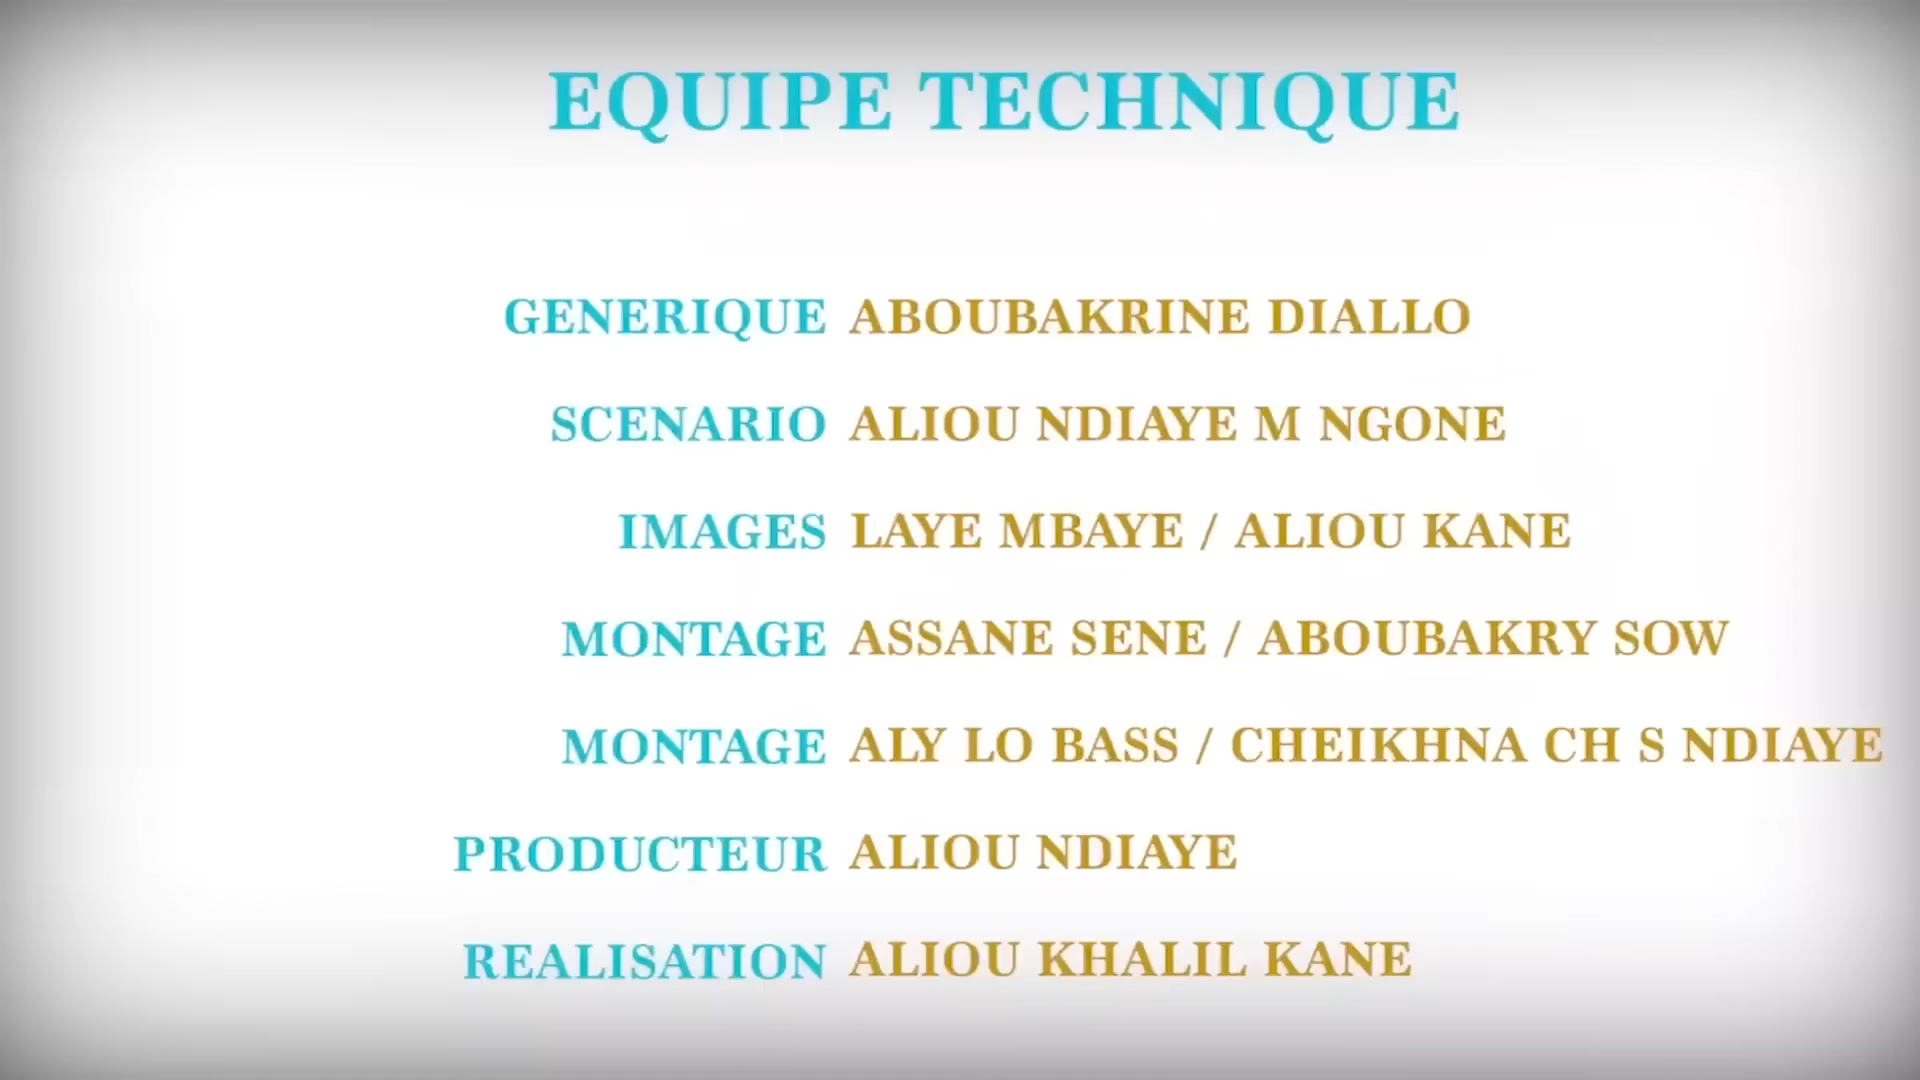 EQUIPE TECHNIQUE
GENERIQUE ABOUBAKRINE DIALLO
SCENARIO ALIOU NDIAYE M NGONE
IMAGES LAYE MBAYE / ALIOU KANE
MONTAGE ASSANE SENE / ABOUBAKRY SOW
MONTAGE ALY LO BASS / CHEIKHNA CH S NDIAYE
PRODUCTEUR ALIOU NDIAYE
REALISATION ALIOU KHALIL KANE